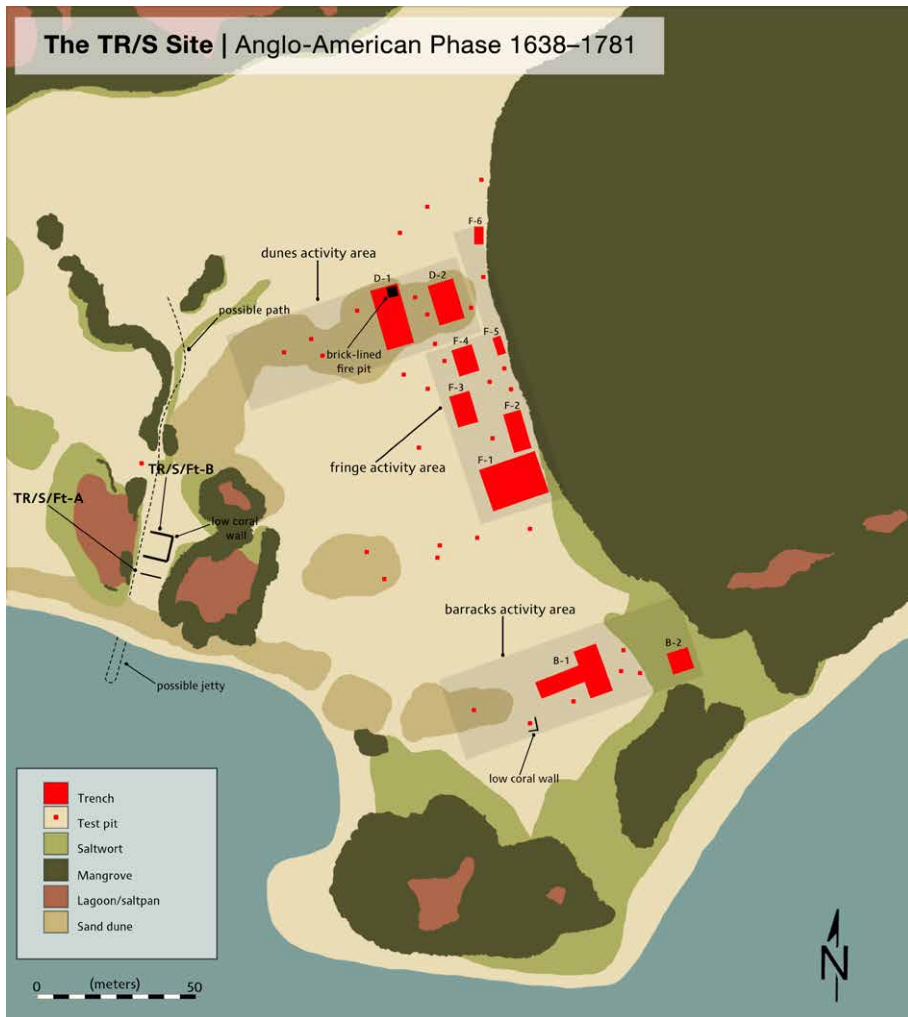 The TR/S Site | Anglo-American Phase 1638–1781
F-6
dunes activity area
D-1
D-2
possible path
F-5
F-4
brick-lined
fire pit
F-3
F-2
F-1
fringe activity area
TR/S/Ft-B
TR/S/Ft-A
low coral
wall
barracks activity area
B-1
B-2
possible jetty
low coral wall
Trench
Test pit
Saltwort
Mangrove
Lagoon/saltpan
Sand dune
0 (meters) 50
N